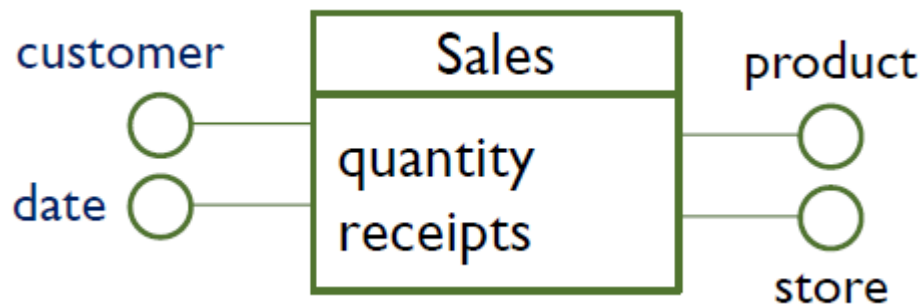 customer
date
Sales
quantity
receipts
product
store